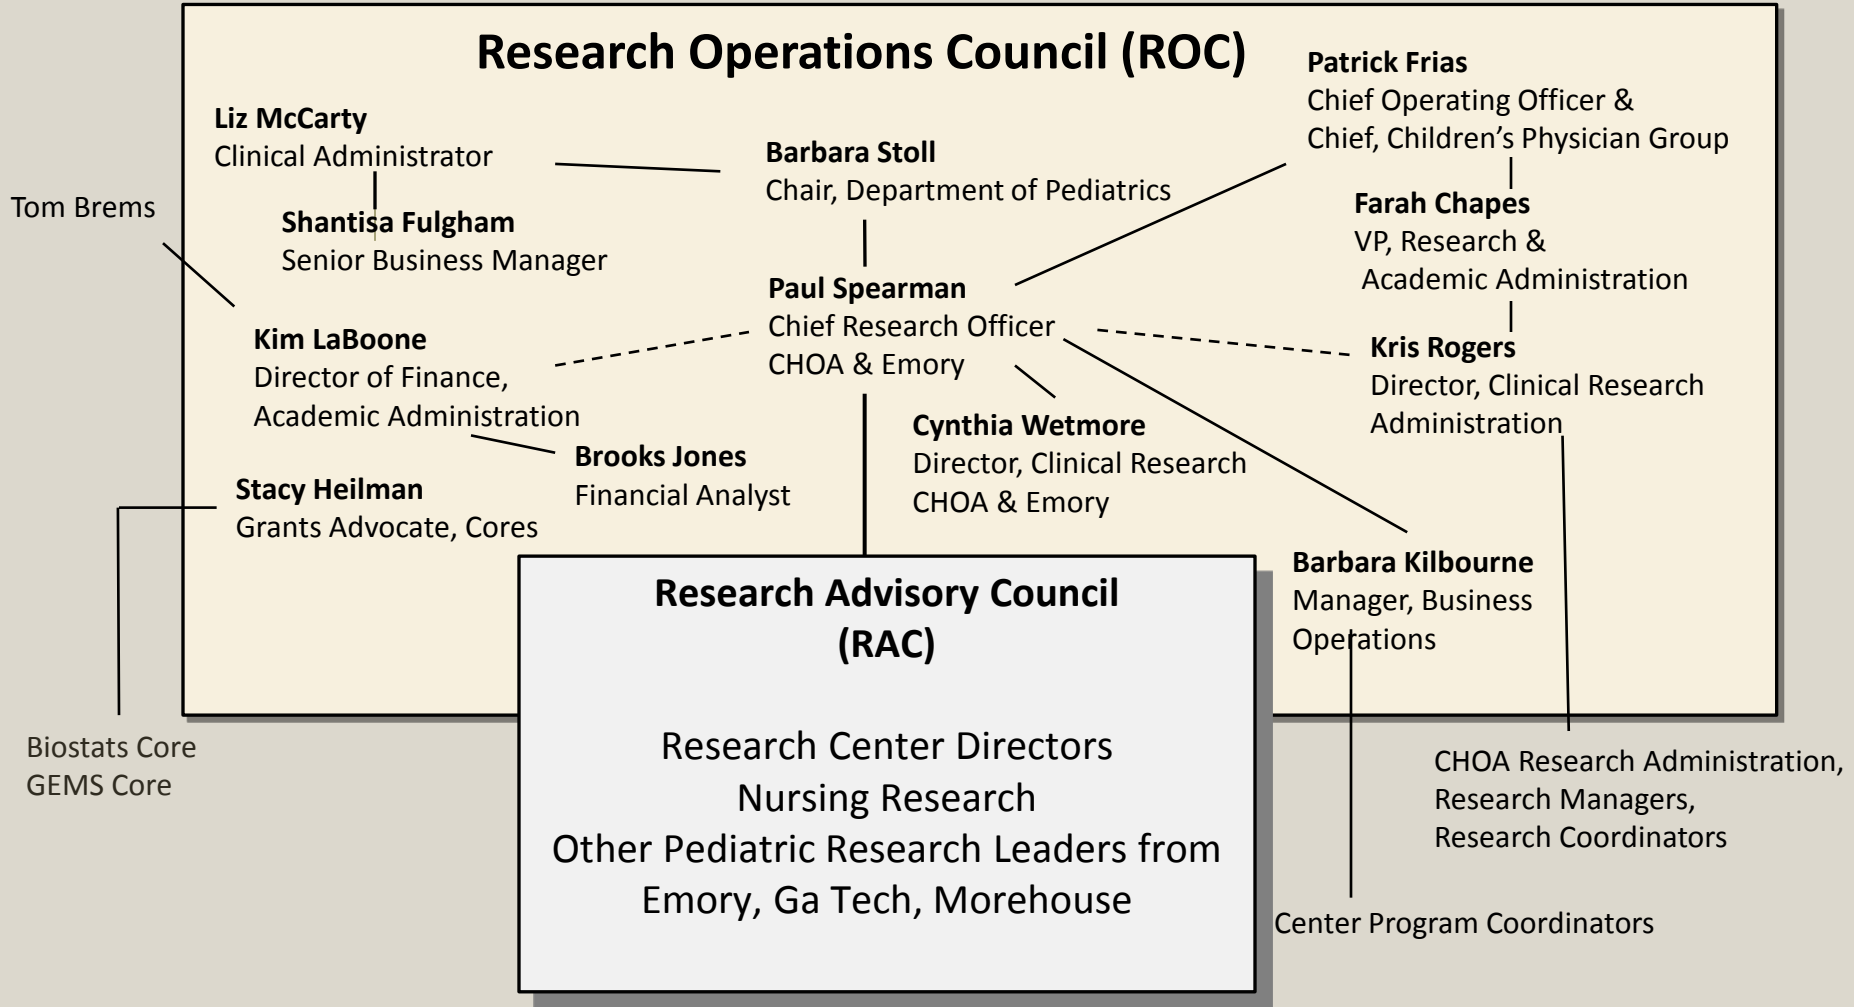 Research Operations Council (ROC)
Patrick Frias
Chief Operating Officer &
Chief, Children’s Physician Group
Liz McCarty
Clinical Administrator
Barbara Stoll
Chair, Department of Pediatrics
Tom Brems
Shantisa Fulgham
Senior Business Manager
Farah Chapes
VP, Research &
Academic Administration
Paul Spearman
Chief Research Officer
CHOA & Emory
Kim LaBoone
Director of Finance,
Academic Administration
Kris Rogers
Director, Clinical Research
Administration
Cynthia Wetmore
Director, Clinical Research
CHOA & Emory
Brooks Jones
Financial Analyst
Stacy Heilman
Grants Advocate, Cores
Barbara Kilbourne
Manager, Business
Operations
Research Advisory Council
(RAC)
Research Center Directors
Nursing Research
Other Pediatric Research Leaders from
Emory, Ga Tech, Morehouse
Biostats Core
GEMS Core
CHOA Research Administration,
Research Managers,
Research Coordinators
Center Program Coordinators